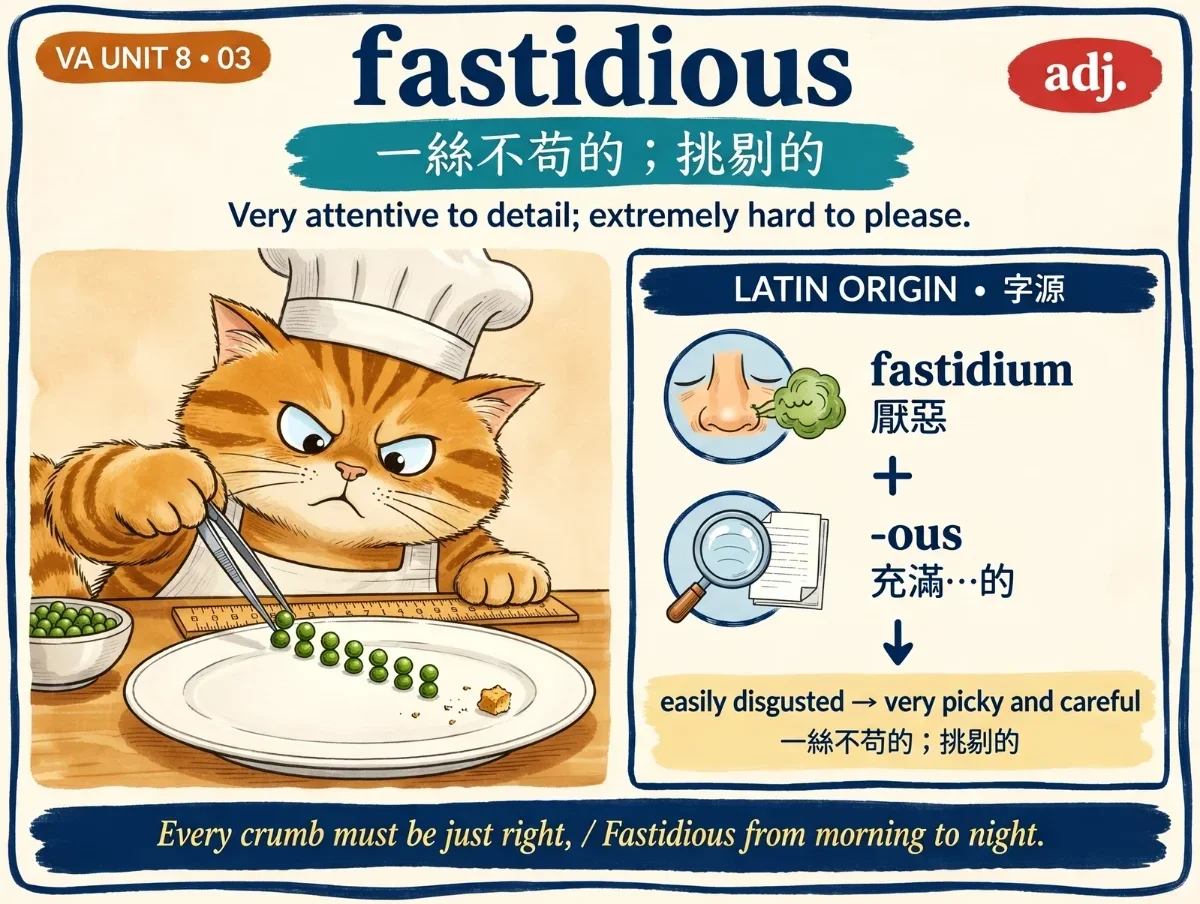 VA UNIT 8 • 03
fastidious
adj.
一絲不苟的；挑剔的
Very attentive to detail; extremely hard to please.
LATIN ORIGIN • 字源
fastidium
厭惡
+
-ous
充滿⋯的
↓
easily disgusted → very picky and careful
一絲不苟的；挑剔的
Every crumb must be just right, / Fastidious from morning to night.